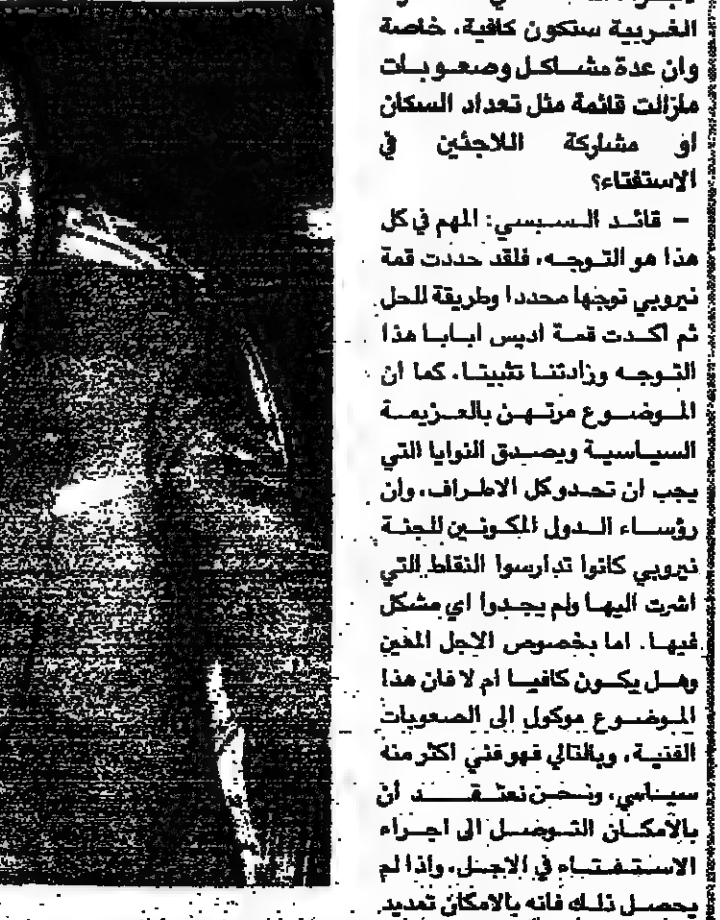 الغربية ستكون كافية، خاصة
وان عدة مشاكل وصعوبات
مازالت قائمة مثل تعداد السكان
او مشاركة اللاجئين في
الاستفتاء؟
– قائد السبسي: المهم في كل
هذا هو التوجه، فلقد حددت قمة
نيروبي توجها محددا وطريقة للحل
ثم اكدت قمة اديس ابابا هذا
التوجه وزادتنا تثبيتا، كما ان
الموضوع مرتهن بالعزيمة
السياسية وبصدق النوايا التي
يجب ان تحدو كل الاطراف، وان
رؤساء الدول المكونين للجنة
نيروبي كانوا تدارسوا النقاط التي
اشرت اليها ولم يجدوا اي مشكل
فيها. اما بخصوص الاجل المعين
وهل يكون كافيا ام لا فان هذا
الموضوع موكول الى الصعوبات
الفنية، وبالتالي فهو فني اكثر منه
سياسي، ونحن نعتقد أن
بالامكان التوصل الى اجراء
الاستفتاء في الاجل، واذا لم
يحصل ذلك فانه بالامكان تمديد